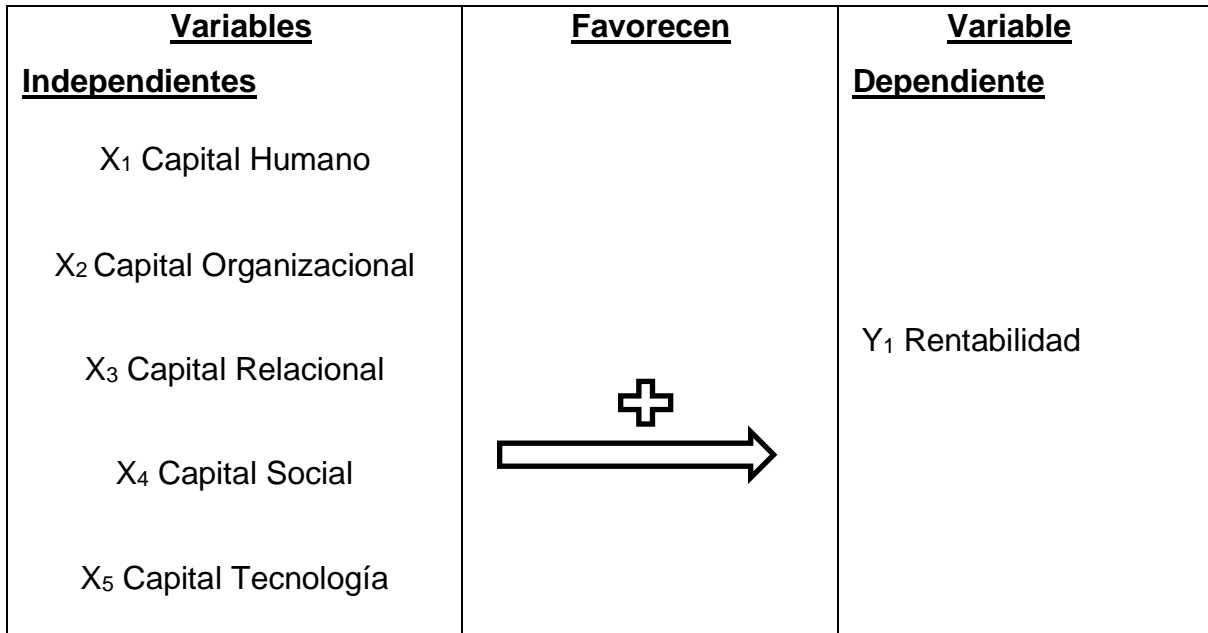 Variables
Independientes
X₁ Capital Humano
X₂ Capital Organizacional
X₃ Capital Relacional
X₄ Capital Social
X₅ Capital Tecnología
Favorecen
Variable
Dependiente
Y₁ Rentabilidad